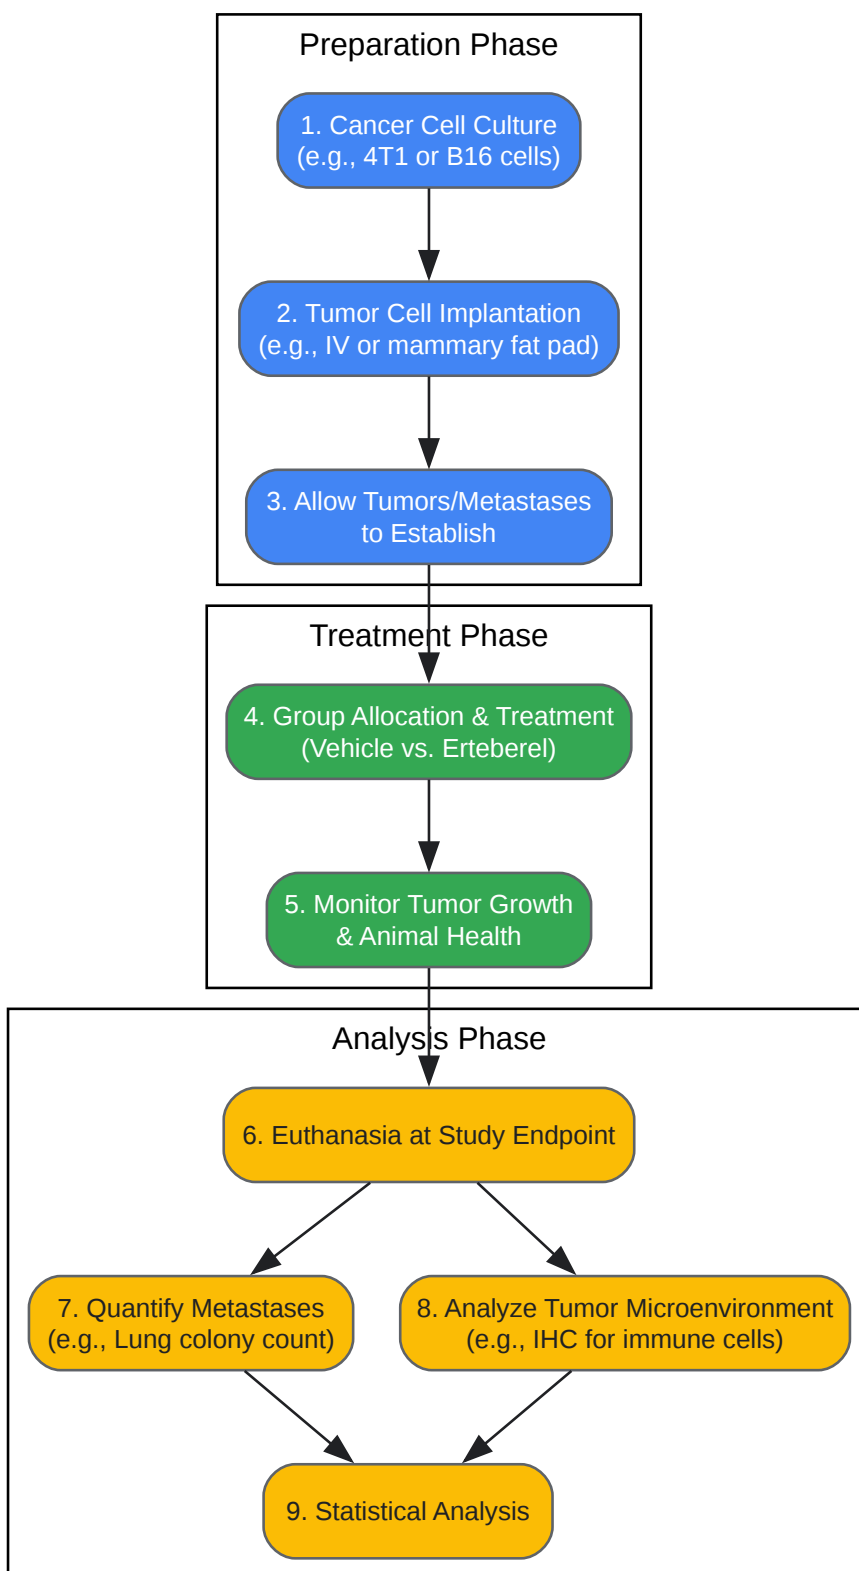 Preparation Phase
1. Cancer Cell Culture
(e.g., 4T1 or B16 cells)
2. Tumor Cell Implantation
(e.g., IV or mammary fat pad)
3. Allow Tumors/Metastases
to Establish
Treatment Phase
4. Group Allocation & Treatment
(Vehicle vs. Erteberel)
5. Monitor Tumor Growth
& Animal Health
Analysis Phase
6. Euthanasia at Study Endpoint
7. Quantify Metastases
(e.g., Lung colony count)
8. Analyze Tumor Microenvironment
(e.g., IHC for immune cells)
9. Statistical Analysis